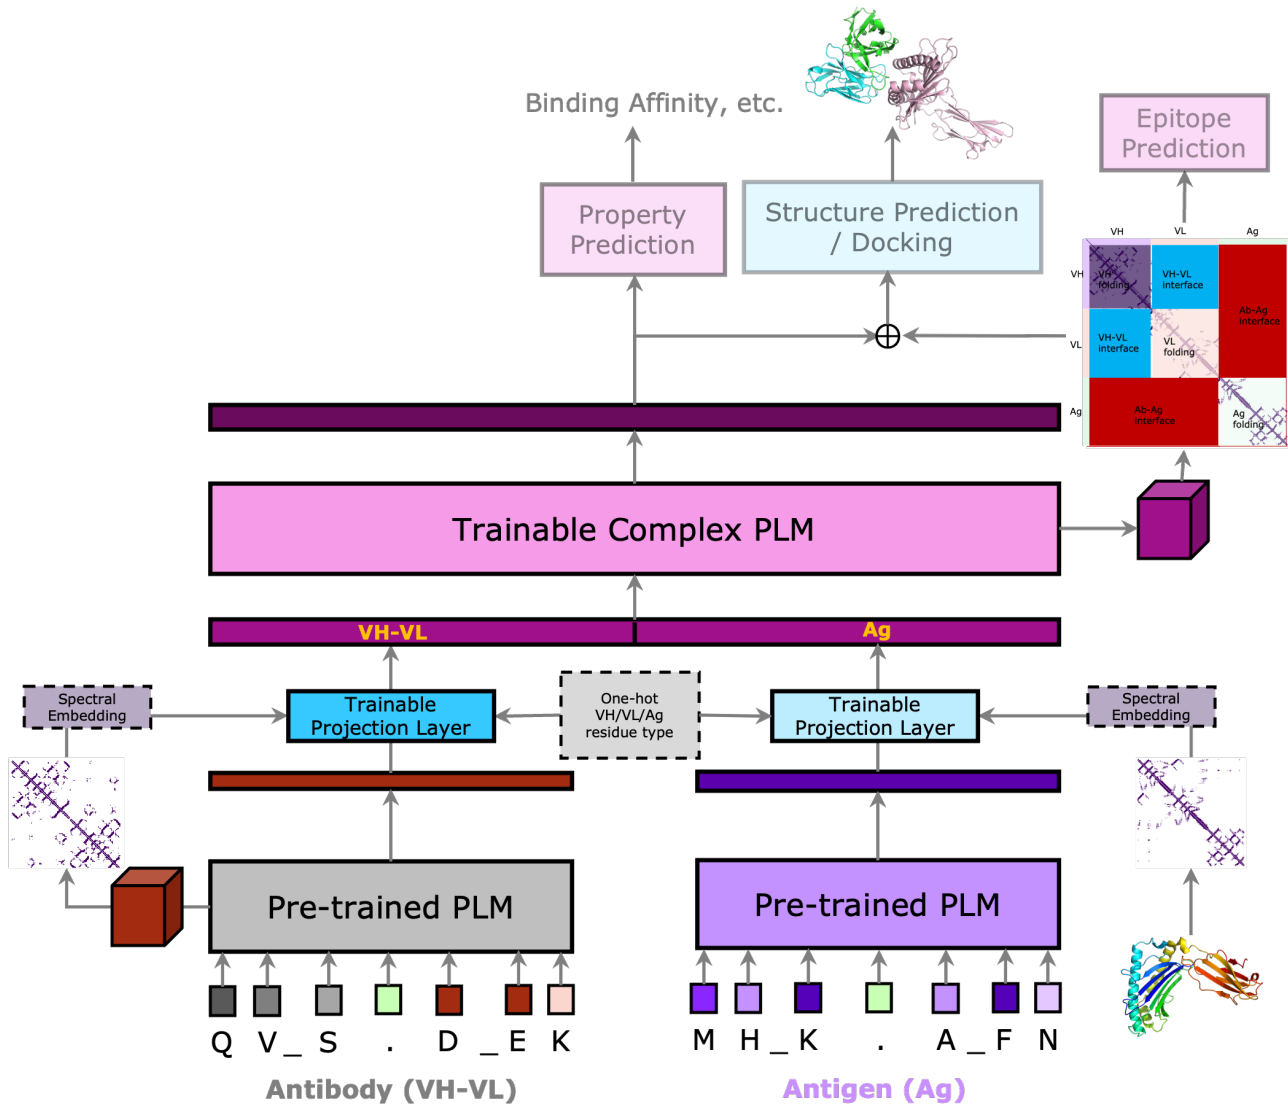 Binding Affinity, etc.
Epitope
Prediction
Property
Prediction
Structure Prediction
/ Docking
VH
VL
Ag
VH
VH
folding
VH-VL
interface
Ab-Ag
interface
VL
VH-VL
interface
VL
folding
Ag
Ab-Ag
interface
Ag
folding
Trainable Complex PLM
VH-VL
Ag
Spectral
Embedding
Trainable
Projection Layer
One-hot
VH/VL/Ag
residue type
Trainable
Projection Layer
Spectral
Embedding
Pre-trained PLM
Pre-trained PLM
Q V _ S . D _ E K
M H _ K . A _ F N
Antibody (VH-VL)
Antigen (Ag)